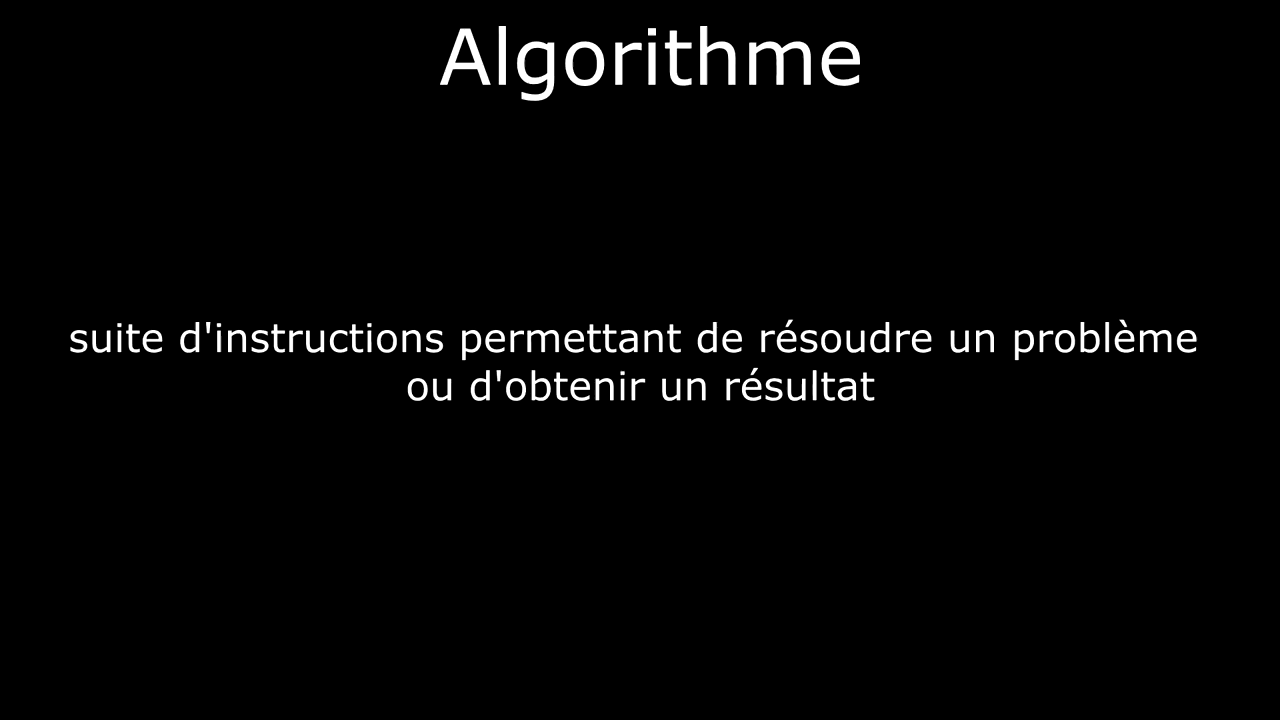 Algorithme
suite d'instructions permettant de résoudre un problème
ou d'obtenir un résultat